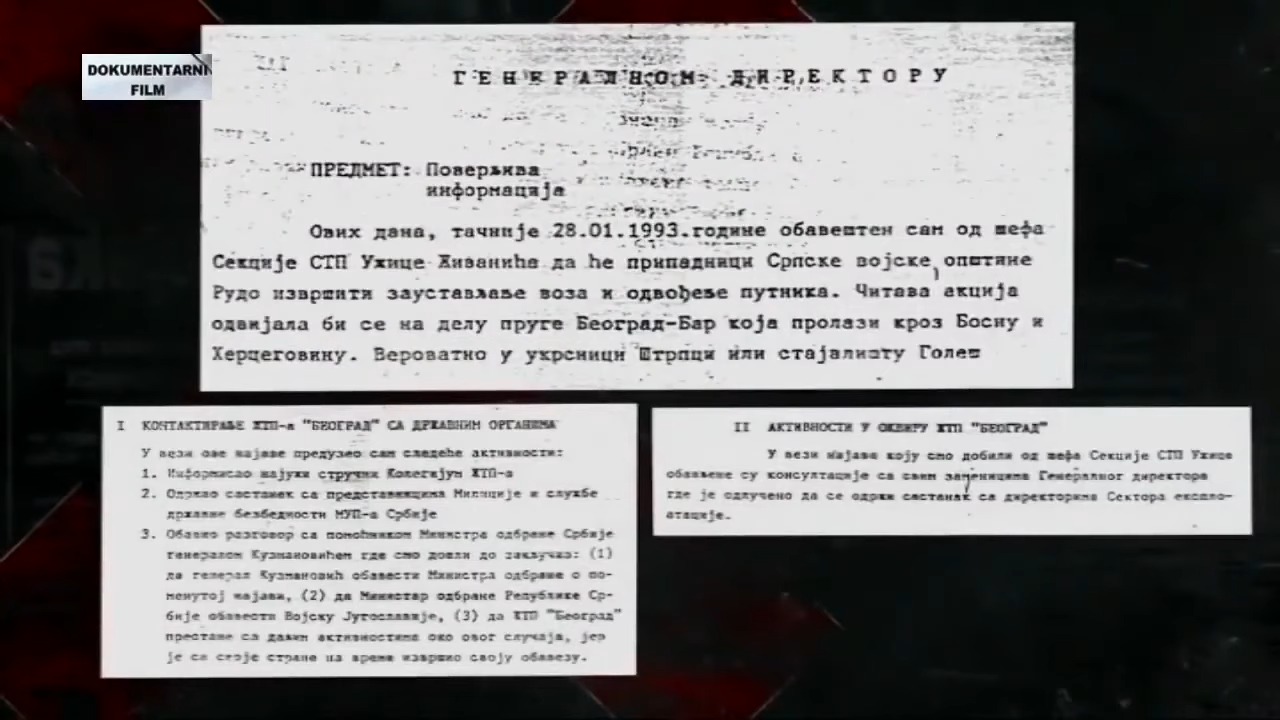 DOKUMENTARNI
FILM
ГЕНЕРАЛНОМ ДИРЕКТОРУ
ПРЕДМЕТ: Поверљива
информација
Ових дана, тачније 28.01.1993.године обавештен сам од шефа
Секције СТП Ужице Живанића да ће припадници Српске војске општине
Рудо извршити заустављање воза и одвођење путника. Читава акција
одвијала би се на делу пруге Београд-Бар која пролази кроз Босну и
Херцеговину. Вероватно у укрсници Штрпци или стајалишту Голеш
I КОНТАКТИРАЊЕ ЖТП-а "БЕОГРАД" СА ДРЖАВНИМ ОРГАНИМА
У вези ове најаве предузео сам следеће активности:
1. Информисао најужи стручни Колегијум ЖТП-а
2. Одржао састанак са представницима Милиције и службе
државне безбедности МУП-а Србије
3. Обавио разговор са помоћником Министра одбране Србије
генералом Кузмановићем где смо дошли до закључка: (1)
да генерал Кузмановић обавести Министра одбране о по-
менутој најави, (2) да Министар одбране Републике Ср-
бије обавести Војску Југославије, (3) да ЖТП "Београд"
престане са даљим активностима око овог случаја, јер
је са своје стране на време извршио своју обавезу.
II АКТИВНОСТИ У ОКВИРУ ЖТП "БЕОГРАД"
У вези најаве коју смо добили од шефа Секције СТП Ужице
обављене су консултације са свим замјеницима Генералног директора
где је одлучено да се одржи састанак са директорима Сектора експло-
атације.